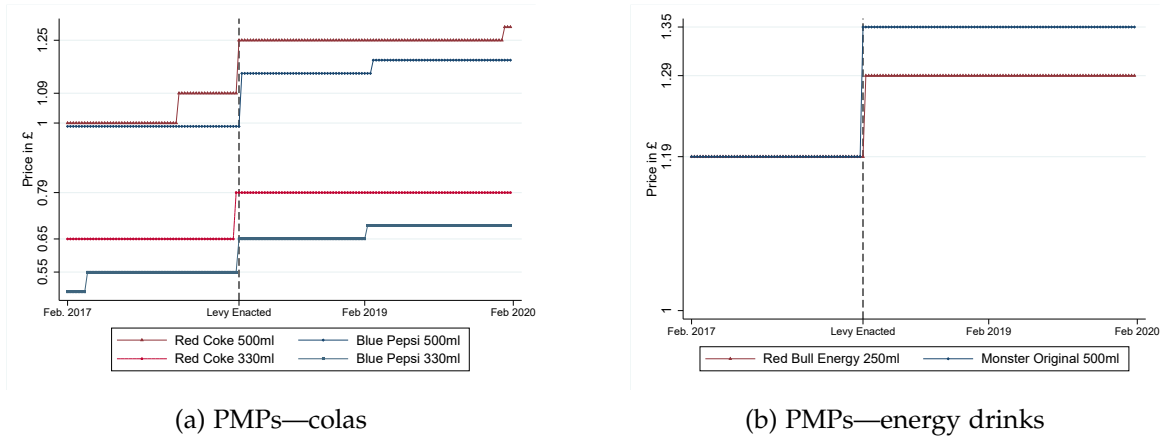 Price in £
1.25
1.09
1
0.79
0.65
0.55
Feb. 2017
Levy Enacted
Feb 2019
Feb 2020
Red Coke 500ml
Blue Pepsi 500ml
Red Coke 330ml
Blue Pepsi 330ml
(a) PMPs—colas
Price in £
1.35
1.29
1.19
1
Feb. 2017
Levy Enacted
Feb 2019
Feb 2020
Red Bull Energy 250ml
Monster Original 500ml
(b) PMPs—energy drinks